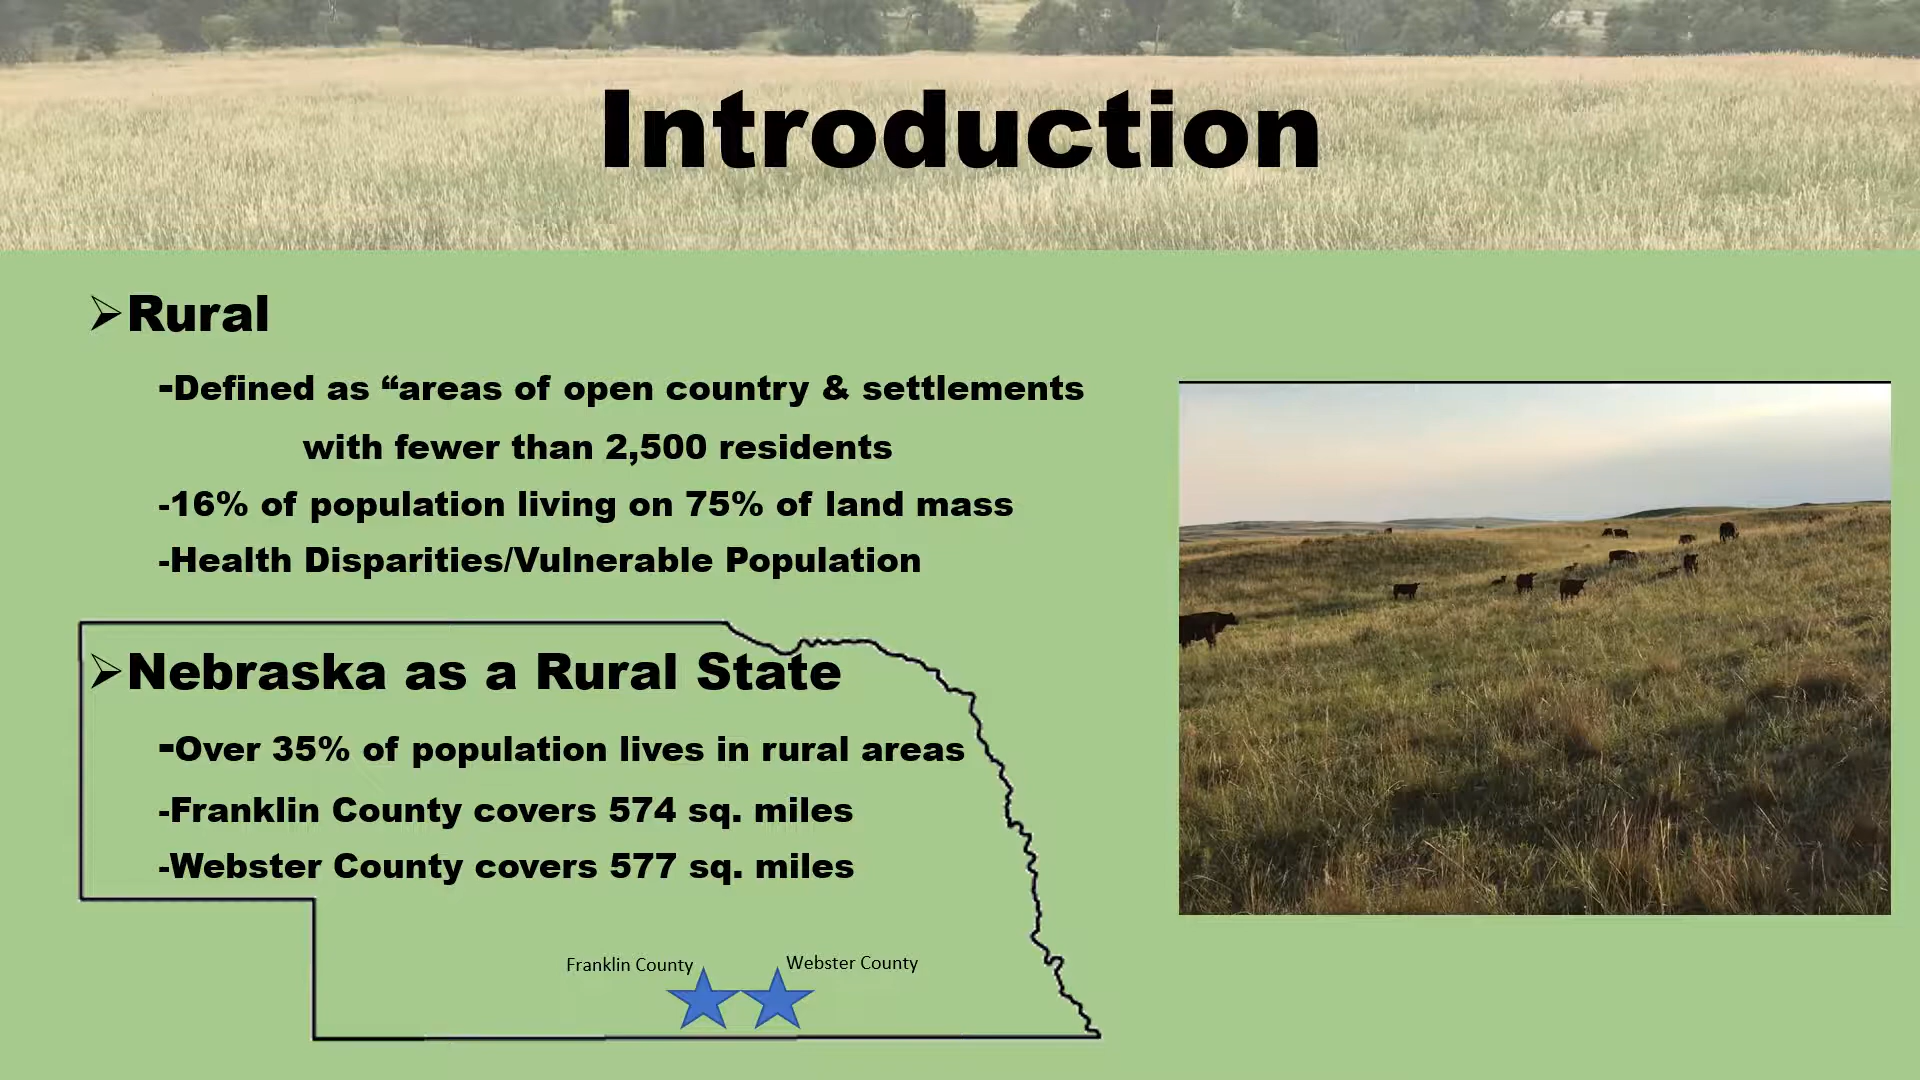 Introduction
➢Rural
-Defined as “areas of open country & settlements
with fewer than 2,500 residents
-16% of population living on 75% of land mass
-Health Disparities/Vulnerable Population
➢Nebraska as a Rural State
-Over 35% of population lives in rural areas
-Franklin County covers 574 sq. miles
-Webster County covers 577 sq. miles
Franklin County
Webster County